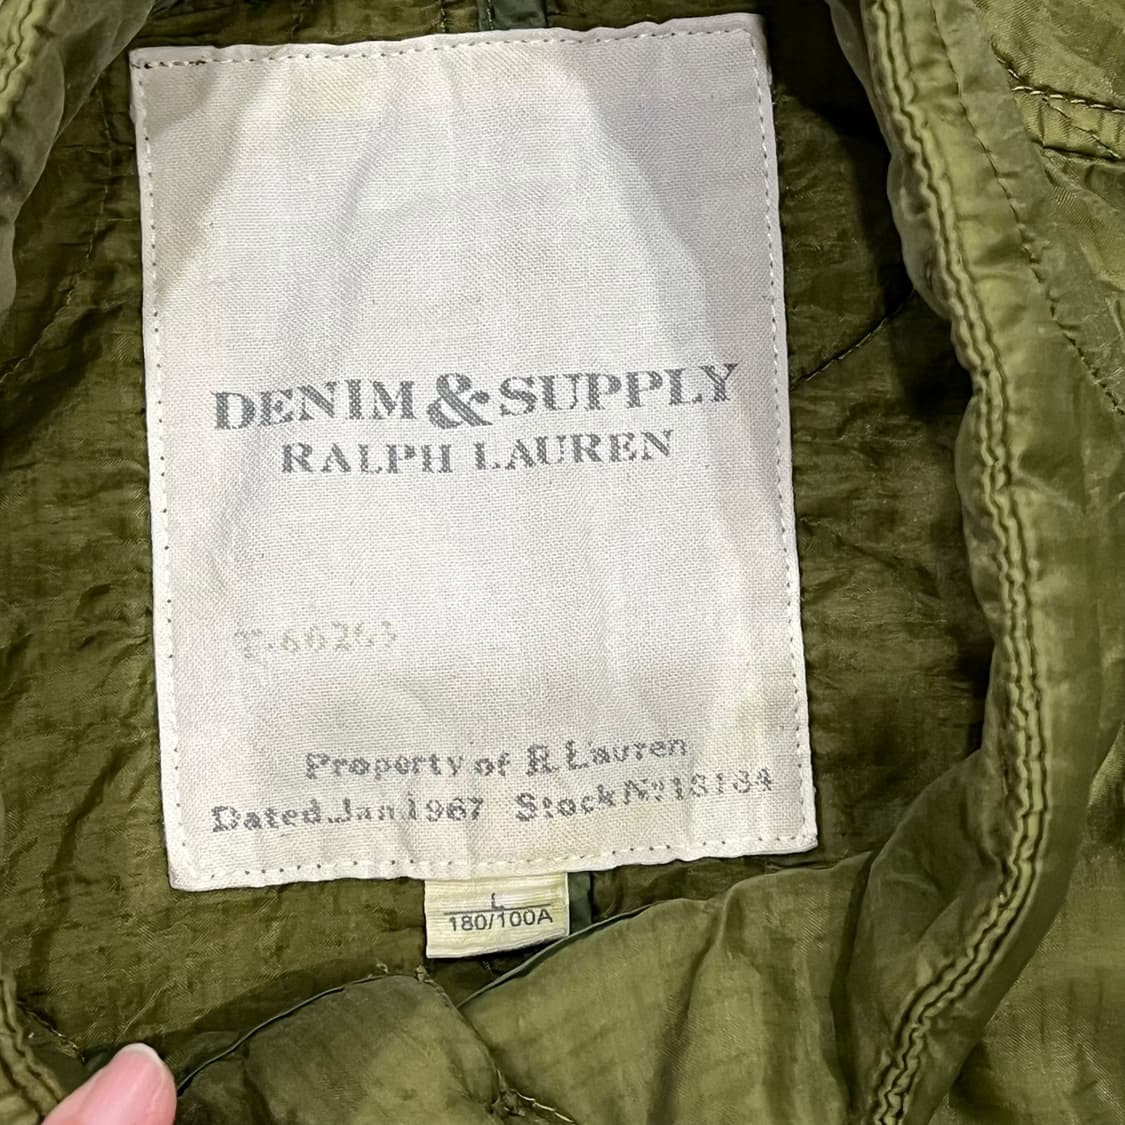 DENIM & SUPPLY
RALPH LAUREN
Property of R. Lauren
Dated Jan 1967 Stock Nº 18184
L
180/100A